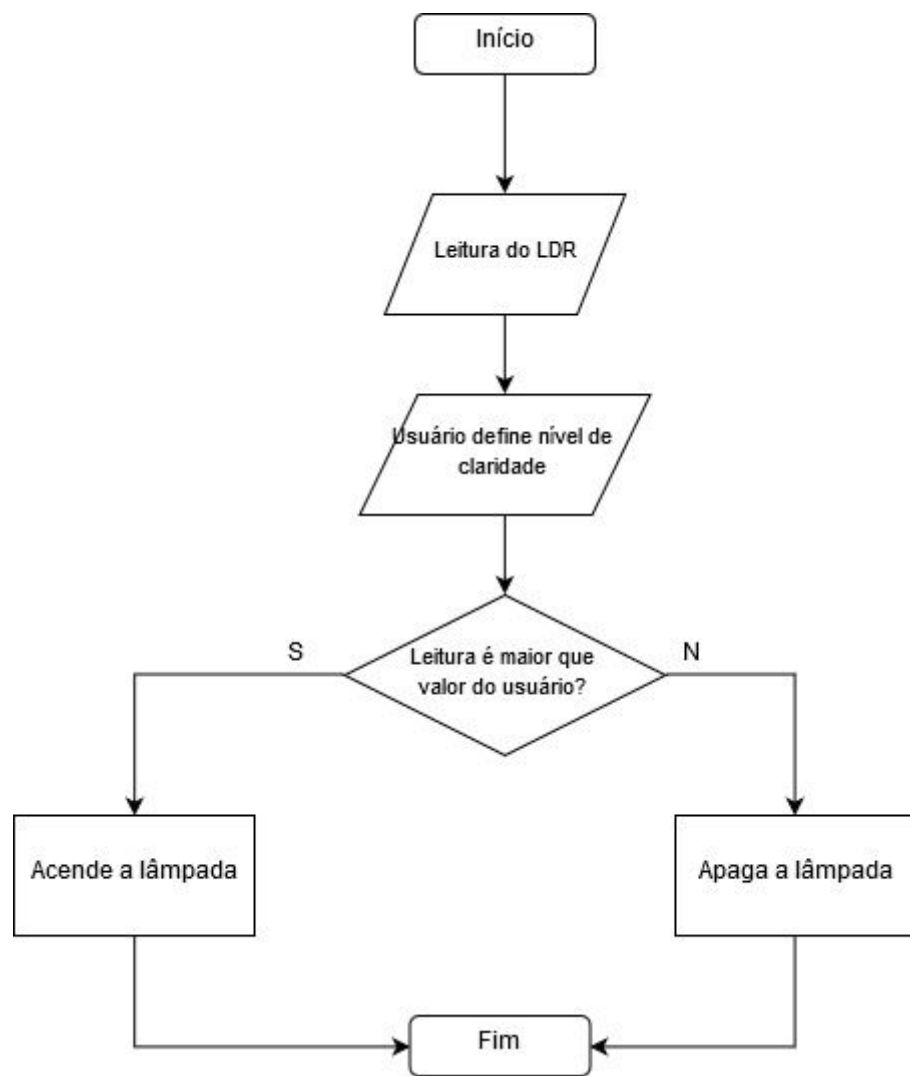 Início
Leitura do LDR
Usuário define nível de
claridade
S
Leitura é maior que
valor do usuário?
N
Acende a lâmpada
Apaga a lâmpada
Fim